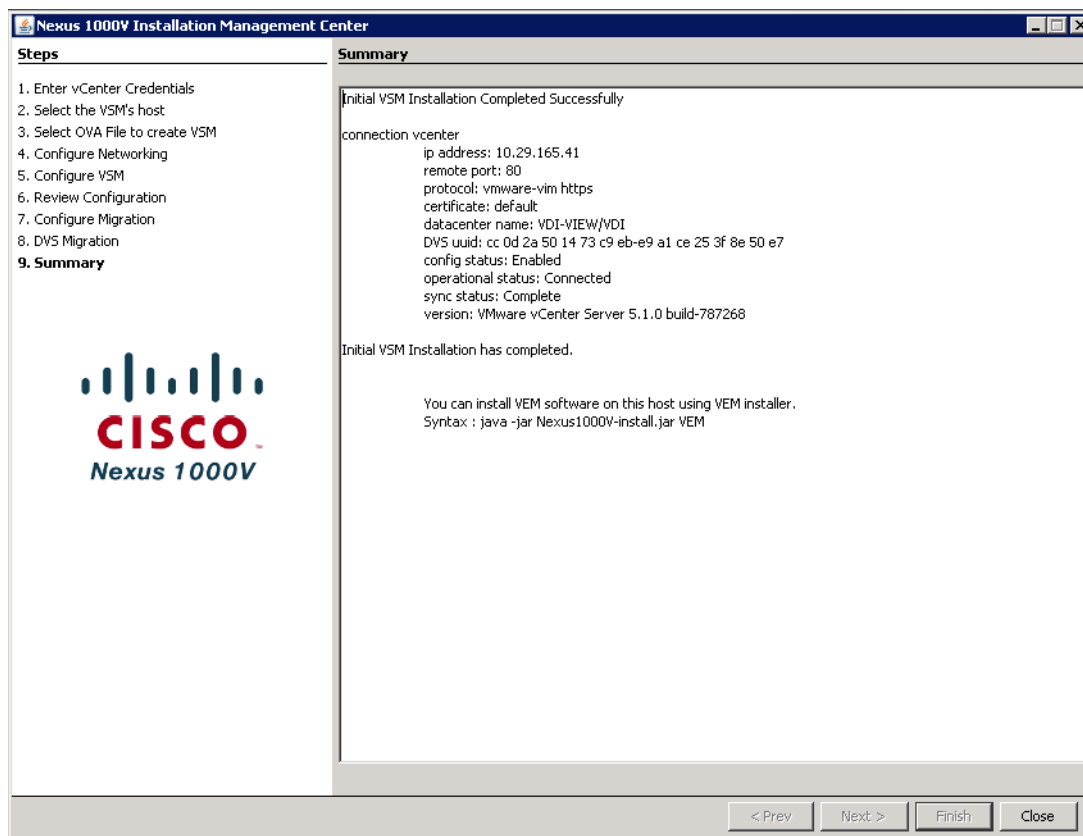 Nexus 1000V Installation Management Center
Steps
1. Enter vCenter Credentials
2. Select the VSM's host
3. Select OVA File to create VSM
4. Configure Networking
5. Configure VSM
6. Review Configuration
7. Configure Migration
8. DVS Migration
9. Summary
CISCO
Nexus 1000V
Summary
Initial VSM Installation Completed Successfully
connection vcenter
ip address: 10.29.165.41
remote port: 80
protocol: vmware-vim https
certificate: default
datacenter name: VDI-VIEW/VDI
DVS uuid: cc 0d 2a 50 14 73 c9 eb-e9 a1 ce 25 3f 8e 50 e7
config status: Enabled
operational status: Connected
sync status: Complete
version: VMware vCenter Server 5.1.0 build-787268
Initial VSM Installation has completed.
You can install VEM software on this host using VEM installer.
Syntax : java -jar Nexus1000V-install.jar VEM
< Prev
Next >
Finish
Close